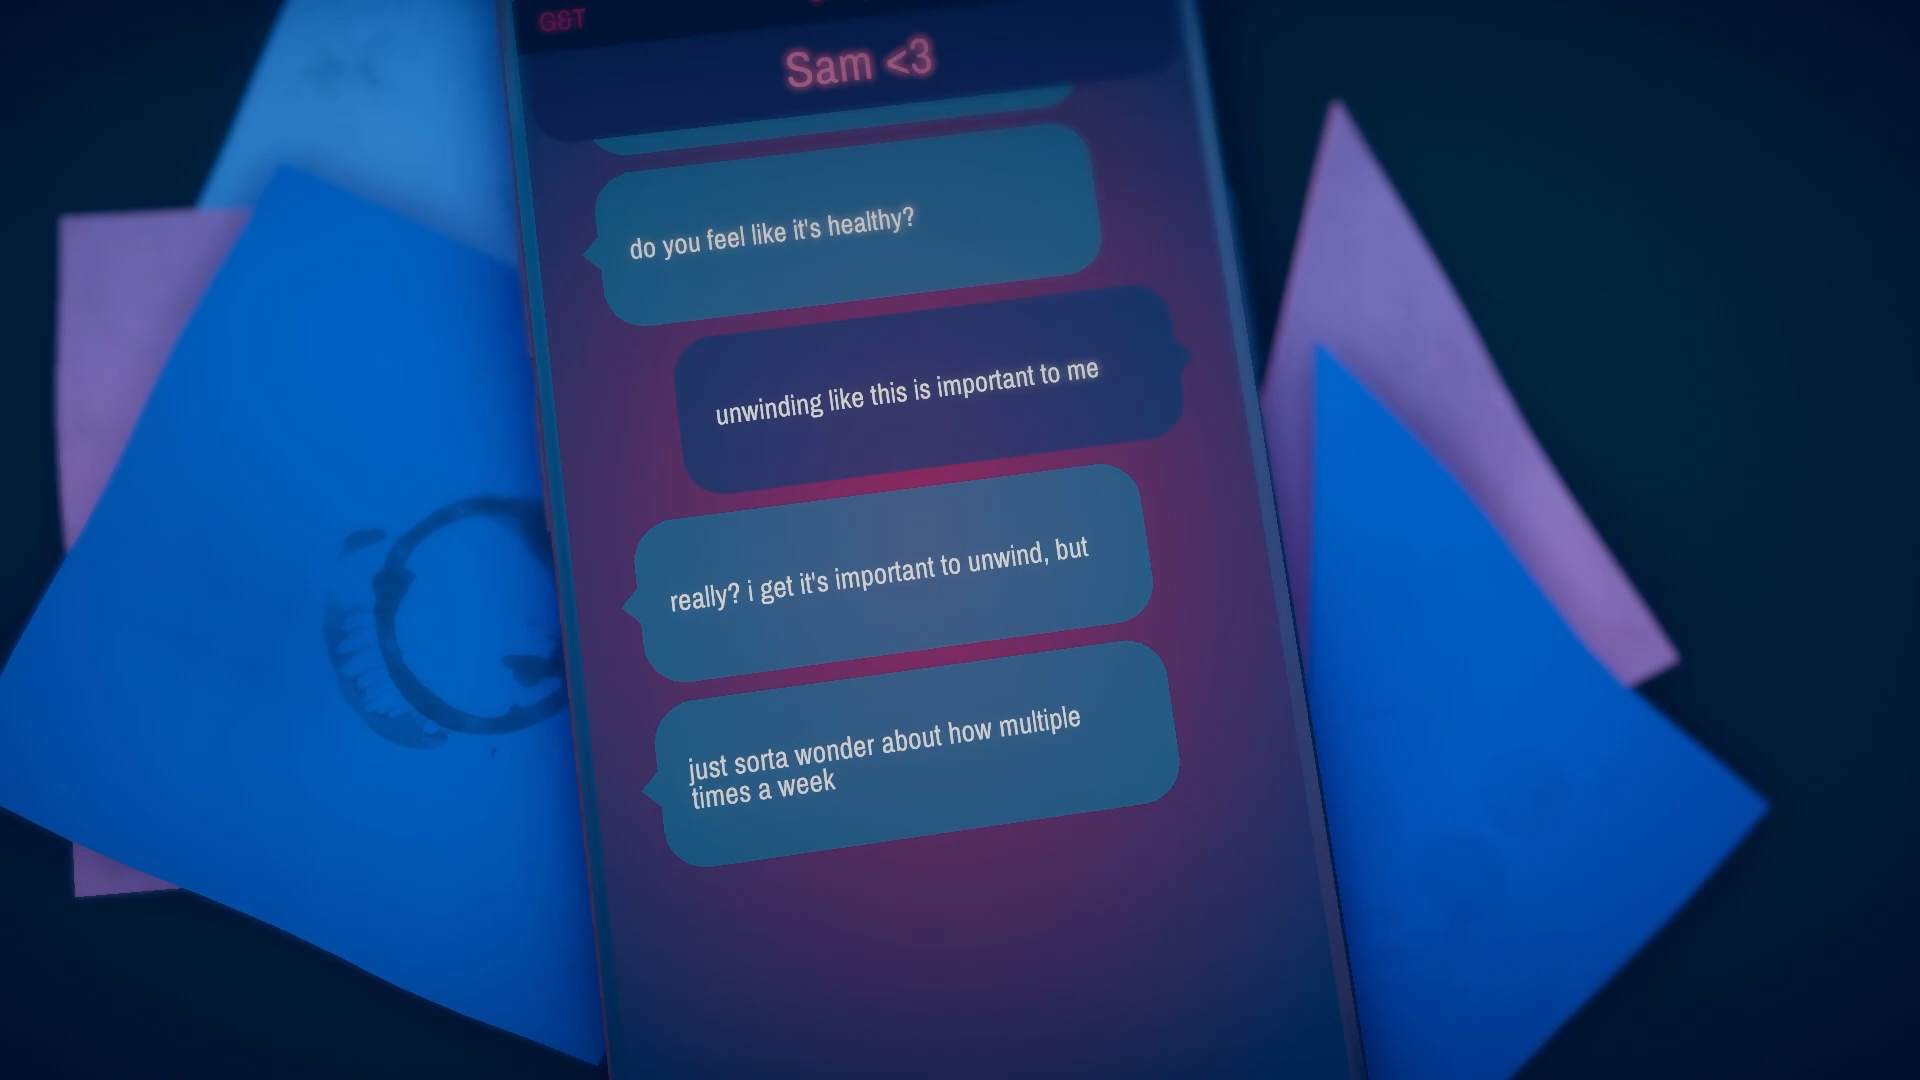 G&T
Sam <3
do you feel like it's healthy?
unwinding like this is important to me
really? i get it's important to unwind, but
just sorta wonder about how multiple
times a week